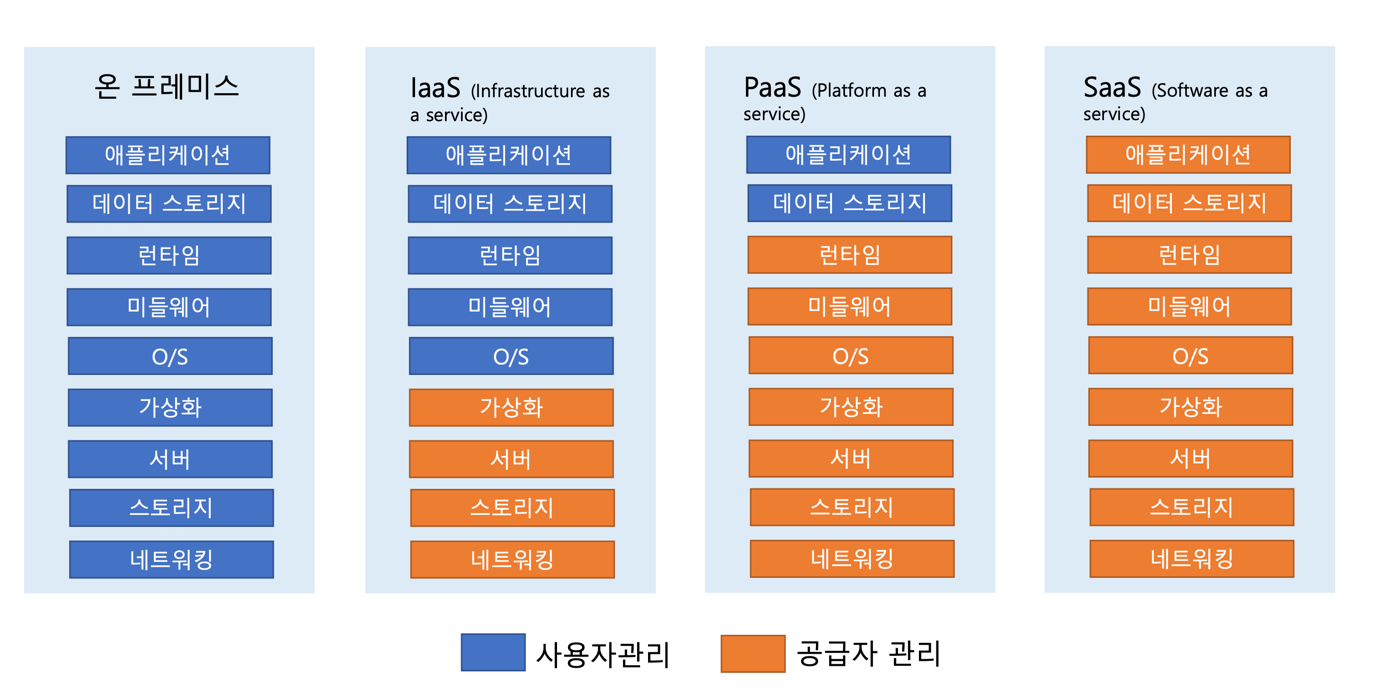 온 프레미스
애플리케이션
데이터 스토리지
런타임
미들웨어
O/S
가상화
서버
스토리지
네트워킹
IaaS (Infrastructure as
a service)
애플리케이션
데이터 스토리지
런타임
미들웨어
O/S
가상화
서버
스토리지
네트워킹
PaaS (Platform as a
service)
애플리케이션
데이터 스토리지
런타임
미들웨어
O/S
가상화
서버
스토리지
네트워킹
SaaS (Software as a
service)
애플리케이션
데이터 스토리지
런타임
미들웨어
O/S
가상화
서버
스토리지
네트워킹
사용자관리
공급자 관리